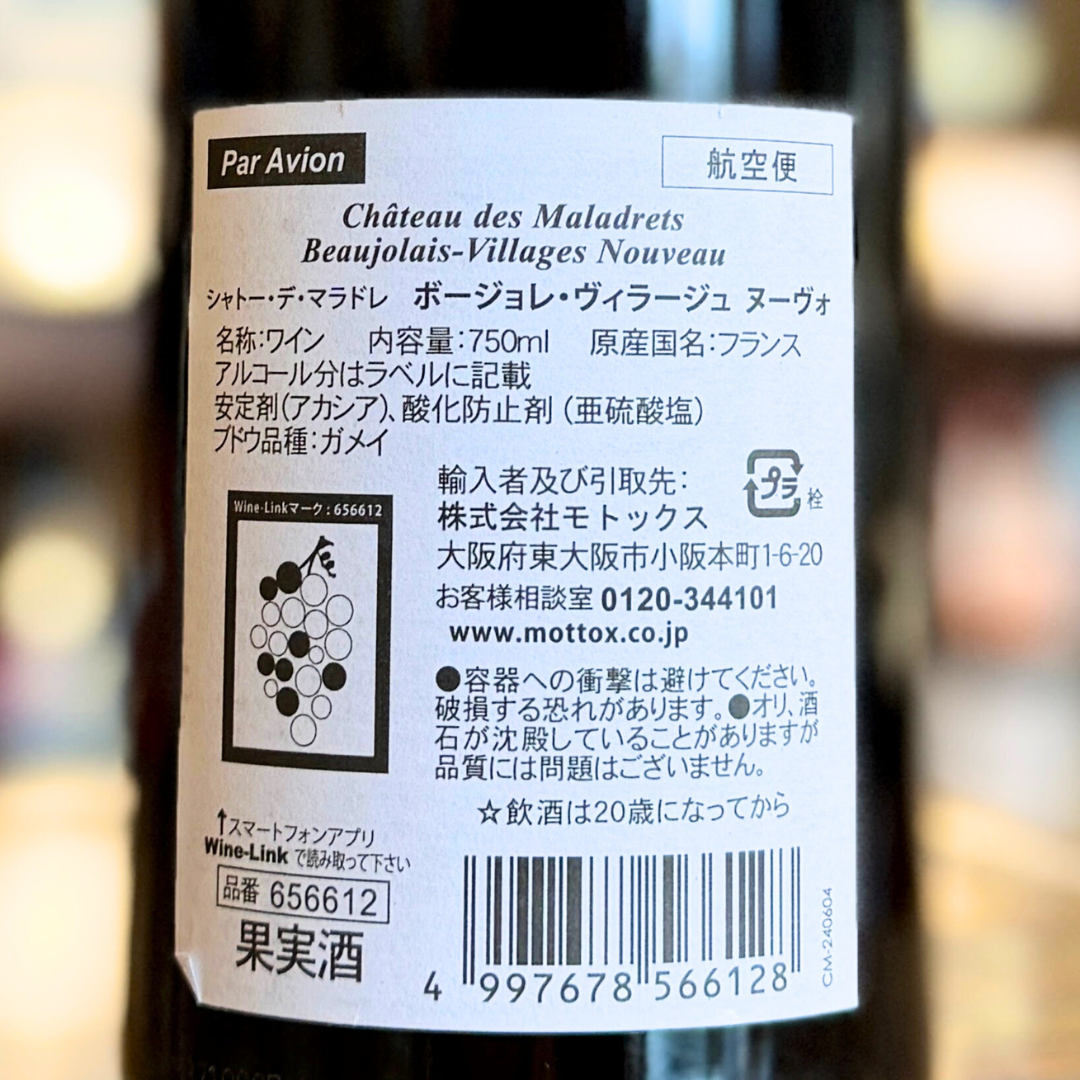 Par Avion
航空便
Château des Maladrets
Beaujolais-Villages Nouveau
シャトー・デ・マラドレ ボージョレ・ヴィラージュ ヌーヴォ
名称:ワイン 内容量:750ml 原産国名:フランス
アルコール分はラベルに記載
安定剤(アカシア)、酸化防止剤(亜硫酸塩)
ブドウ品種:ガメイ
輸入者及び引取先:
株式会社モトックス
大阪府東大阪市小阪本町1-6-20
お客様相談室 0120-344101
www.mottox.co.jp
プラ 栓
Wine-Linkマーク:656612
●容器への衝撃は避けてください。
破損する恐れがあります。●オリ、酒
石が沈殿していることがありますが
品質には問題はございません。
☆飲酒は20歳になってから
↑スマートフォンアプリ
Wine-Link で読み取って下さい
品番 656612
果実酒
4 997678 566128
CM-240604